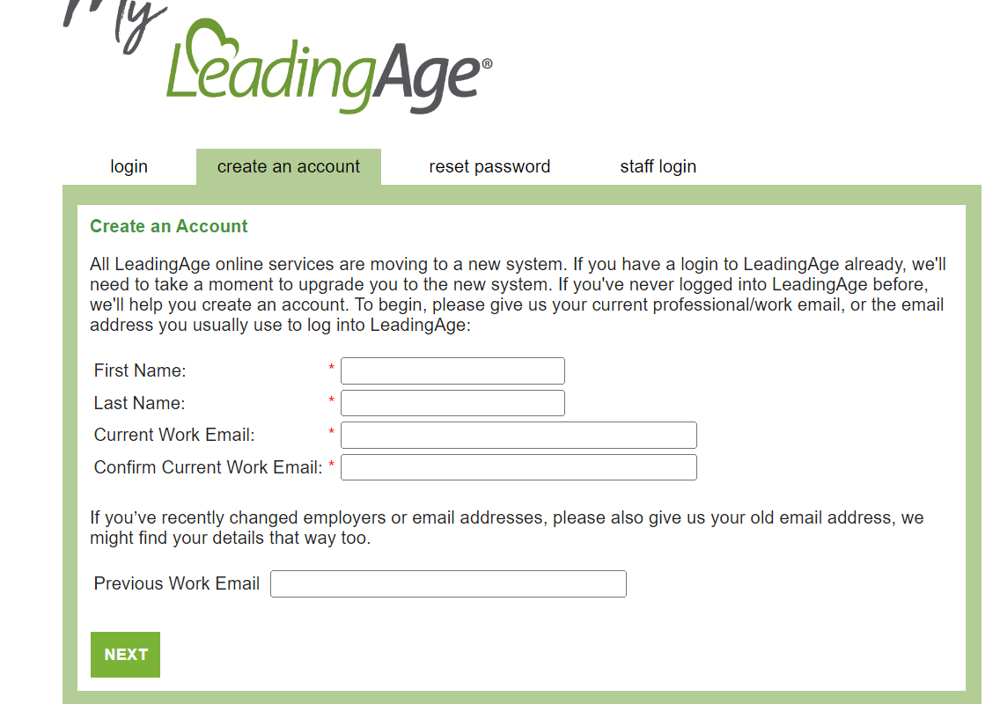 My
LeadingAge®
login create an account reset password staff login
Create an Account
All LeadingAge online services are moving to a new system. If you have a login to LeadingAge already, we'll
need to take a moment to upgrade you to the new system. If you've never logged into LeadingAge before,
we'll help you create an account. To begin, please give us your current professional/work email, or the email
address you usually use to log into LeadingAge:
First Name: *
Last Name: *
Current Work Email: *
Confirm Current Work Email: *
If you’ve recently changed employers or email addresses, please also give us your old email address, we
might find your details that way too.
Previous Work Email
NEXT